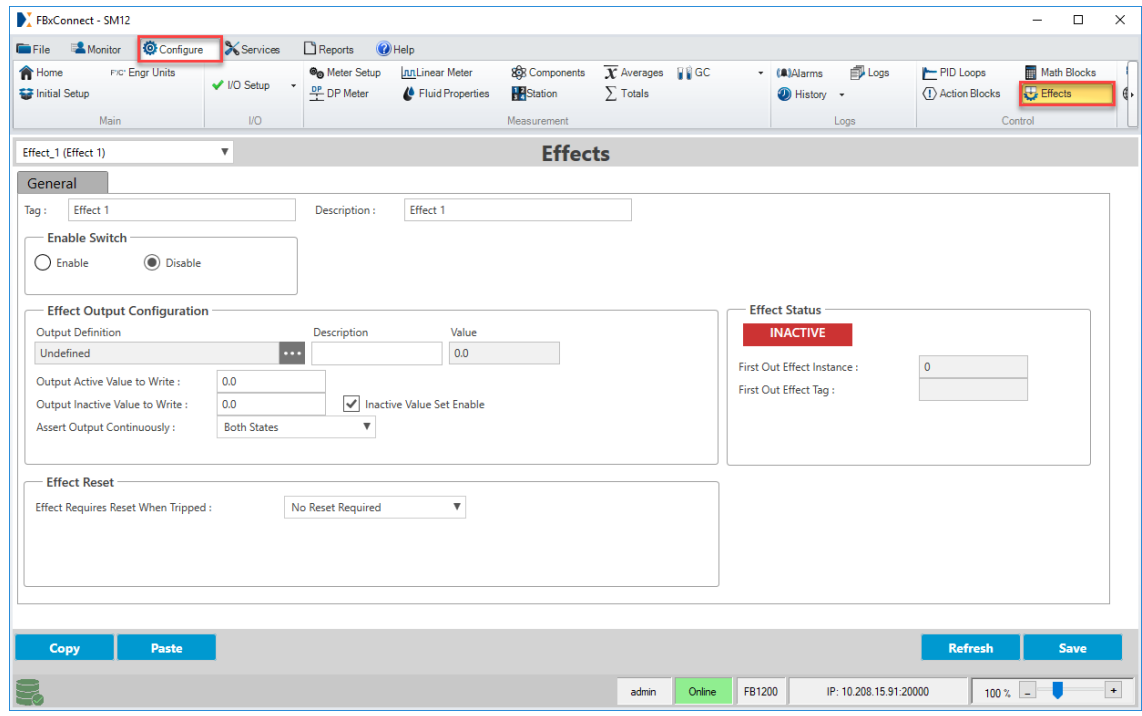 FBxConnect - SM12
File Monitor Configure Services Reports Help
Home Engr Units I/O Setup Meter Setup Linear Meter Components Averages GC Alarms Logs PID Loops Math Blocks
Initial Setup DP DP Meter Fluid Properties Station Totals History Action Blocks Effects
Main I/O Measurement Logs Control
Effect_1 (Effect 1) Effects
General
Tag : Effect 1 Description : Effect 1
Enable Switch
Enable Disable
Effect Output Configuration Effect Status
Output Definition Description Value INACTIVE
Undefined ... 0.0
First Out Effect Instance : 0
Output Active Value to Write : 0.0
First Out Effect Tag :
Output Inactive Value to Write : 0.0 Inactive Value Set Enable
Assert Output Continuously : Both States
Effect Reset
Effect Requires Reset When Tripped : No Reset Required
Copy Paste Refresh Save
admin Online FB1200 IP: 10.208.15.91:20000 100 % - +